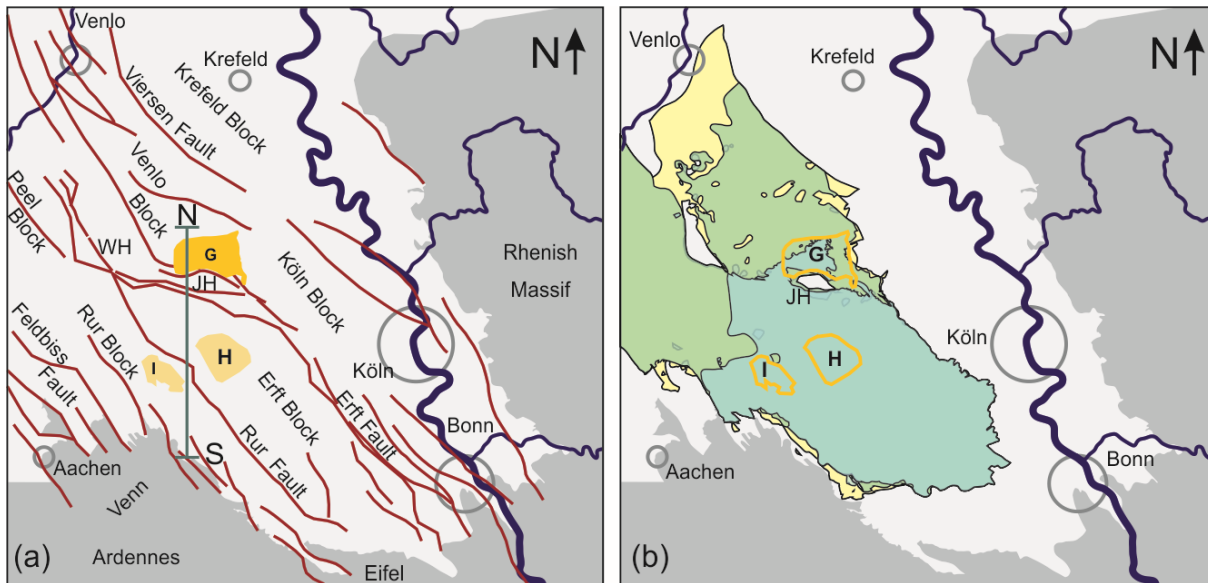 Venlo
Krefeld
N
Viersen Fault
Krefeld Block
Venlo
Block
Peel
Block
WH
N
G
JH
Rhenish
Massif
Köln Block
Feldbiss
Fault
Rur Block
I
H
Köln
Erft Block
Erft Fault
Rur Fault
Bonn
Aachen
S
Venn
(a)
Ardennes
Eifel
Venlo
Krefeld
N
G
JH
I
H
Köln
Aachen
Bonn
(b)